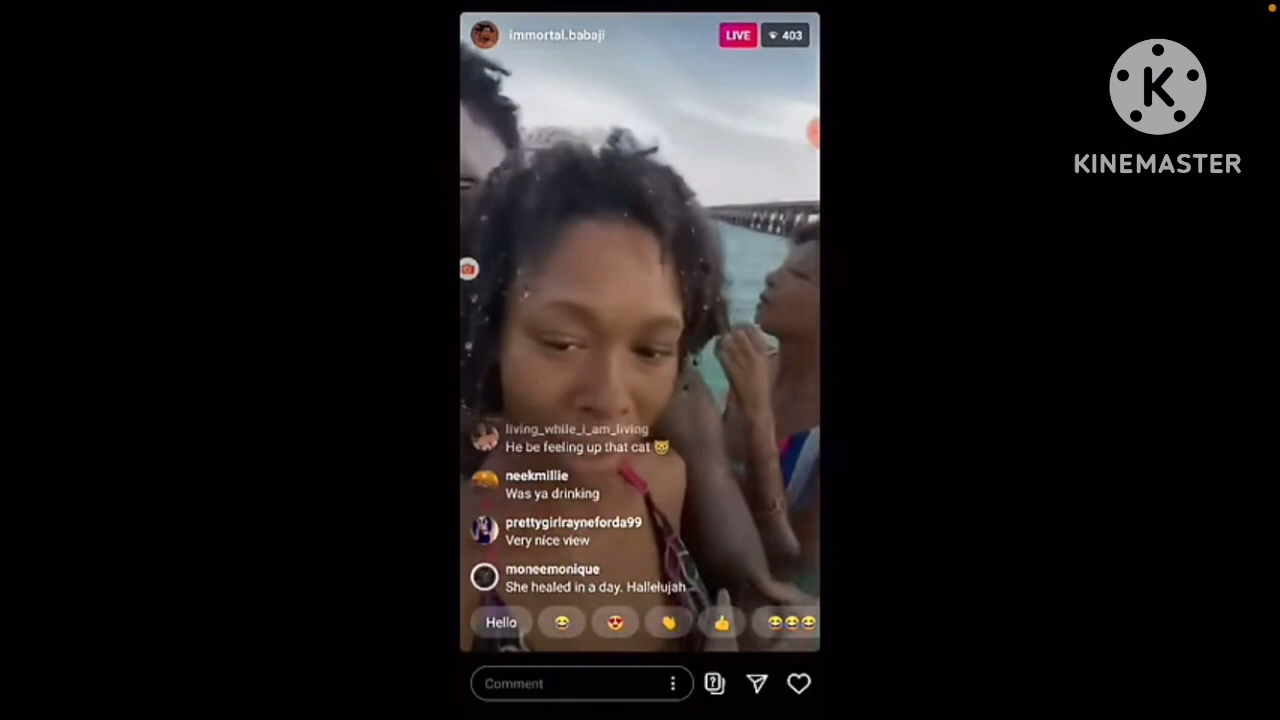 immortal.babaji
LIVE
403
K
KINEMASTER
living_while_i_am_living
He be feeling up that cat 😼
neekmillie
Was ya drinking
prettygirlrayneforda99
Very nice view
moneemonique
She healed in a day. Hallelujah
Hello 😂 😍 👏 👍 😂😂😂
Comment